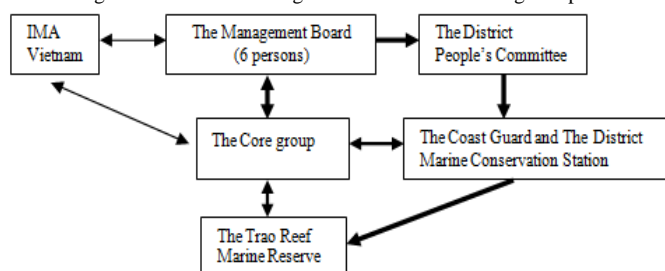 IMA
Vietnam
The Management Board
(6 persons)
The District
People's Committee
The Core group
The Coast Guard and The District
Marine Conservation Station
The Trao Reef
Marine Reserve